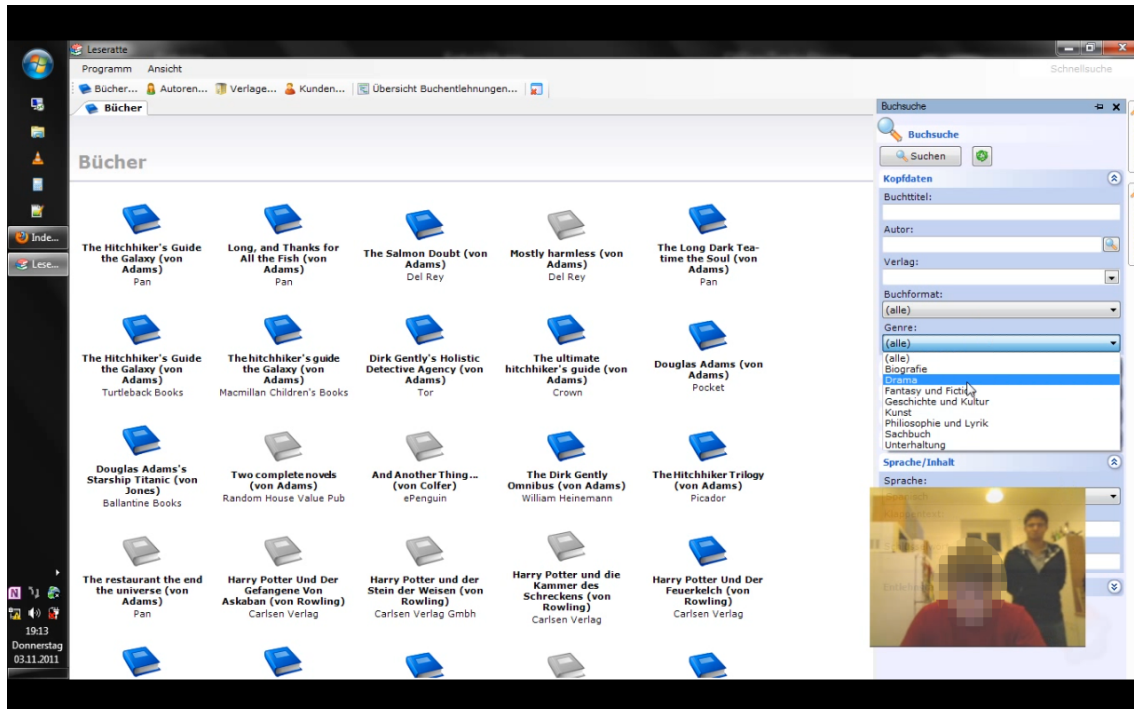 Leseratte
Programm Ansicht
Schnellsuche
Bücher... Autoren... Verlage... Kunden... Übersicht Buchentlehnungen...
Bücher
Bücher
The Hitchhiker's Guide
the Galaxy (von
Adams)
Pan
Long, and Thanks for
All the Fish (von
Adams)
Pan
The Salmon Doubt (von
Adams)
Del Rey
Mostly harmless (von
Adams)
Del Rey
The Long Dark Tea-
time the Soul (von
Adams)
Pan
The Hitchhiker's Guide
the Galaxy (von
Adams)
Turtleback Books
The hitchhiker's guide
the Galaxy (von
Adams)
Macmillan Children's Books
Dirk Gently's Holistic
Detective Agency (von
Adams)
Tor
The ultimate
hitchhiker's guide (von
Adams)
Crown
Douglas Adams (von
Adams)
Pocket
Douglas Adams's
Starship Titanic (von
Jones)
Ballantine Books
Two complete novels
(von Adams)
Random House Value Pub
And Another Thing...
(von Colfer)
ePenguin
The Dirk Gently
Omnibus (von Adams)
William Heinemann
The Hitchhiker Trilogy
(von Adams)
Picador
The restaurant the end
the universe (von
Adams)
Pan
Harry Potter Und Der
Gefangene Von
Askaban (von Rowling)
Carlsen Verlag
Harry Potter und der
Stein der Weisen (von
Rowling)
Carlsen Verlag Gmbh
Harry Potter und die
Kammer des
Schreckens (von
Rowling)
Carlsen Verlag
Harry Potter Und Der
Feuerkelch (von
Rowling)
Carlsen Verlag
Buchsuche
Buchsuche
Suchen
Kopfdaten
Buchttitel:
Autor:
Verlag:
Buchformat:
(alle)
Genre:
(alle)
(alle)
Biografie
Drama
Fantasy und Fictio
Geschichte und Kultur
Kunst
Philosophie und Lyrik
Sachbuch
Unterhaltung
Sprache/Inhalt
Sprache:
Inde...
Lese...
19:13
Donnerstag
03.11.2011